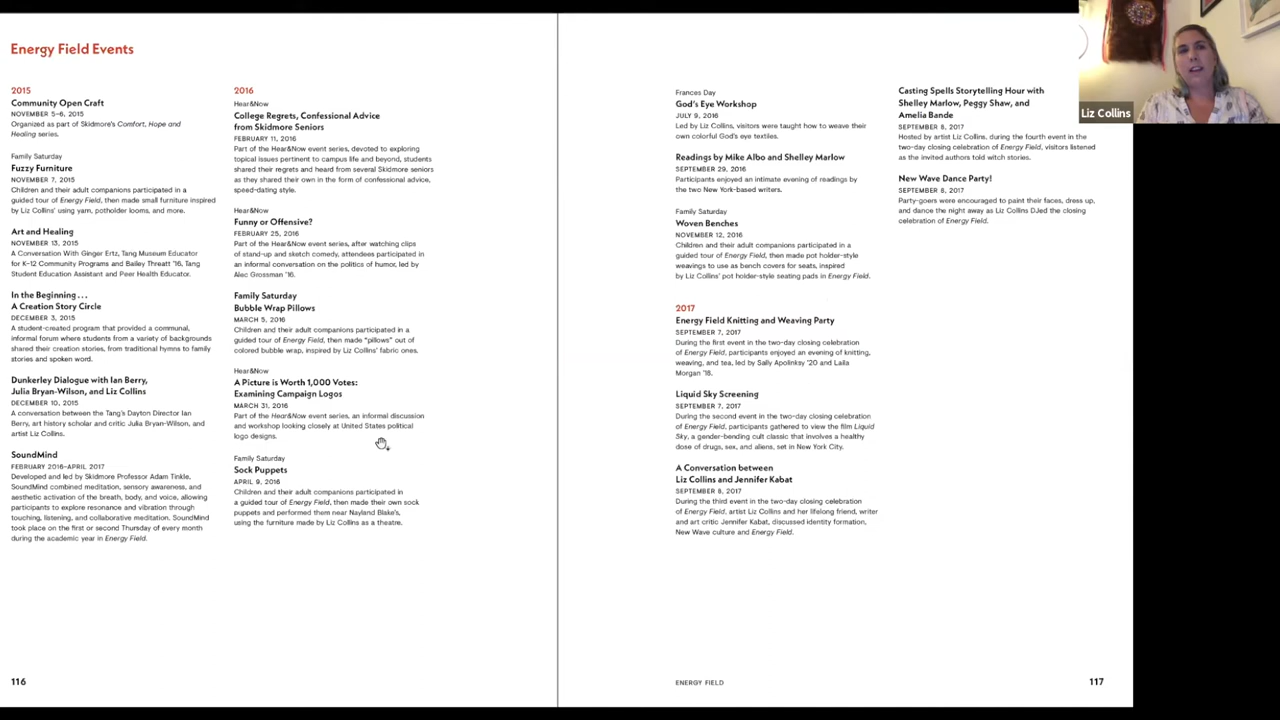 Energy Field Events
2015
Community Open Craft
NOVEMBER 5–6, 2015
Organized as part of Skidmore's Comfort, Hope and
Healing series.
Family Saturday
Fuzzy Furniture
NOVEMBER 7, 2015
Children and their adult companions participated in a
guided tour of Energy Field, then made small furniture inspired
by Liz Collins' using yarn, potholder looms, and more.
Art and Healing
NOVEMBER 13, 2015
A Conversation With Ginger Ertz, Tang Museum Educator
for K-12 Community Programs and Bailey Threatt '16, Tang
Student Education Assistant and Peer Health Educator.
In the Beginning . . .
A Creation Story Circle
DECEMBER 3, 2015
A student-created program that provided a communal,
informal forum where students from a variety of backgrounds
shared their creation stories, from traditional hymns to family
stories and spoken word.
Dunkerley Dialogue with Ian Berry,
Julia Bryan-Wilson, and Liz Collins
DECEMBER 10, 2015
A conversation between the Tang's Dayton Director Ian
Berry, art history scholar and critic Julia Bryan-Wilson, and
artist Liz Collins.
SoundMind
FEBRUARY 2016–APRIL 2017
Developed and led by Skidmore Professor Adam Tinkle,
SoundMind combined meditation, sensory awareness, and
aesthetic activation of the breath, body, and voice, allowing
participants to explore resonance and vibration through
touching, listening, and collaborative meditation. SoundMind
took place on the first or second Thursday of every month
during the academic year in Energy Field.
2016
Hear&Now
College Regrets, Confessional Advice
from Skidmore Seniors
FEBRUARY 11, 2016
Part of the Hear&Now event series, devoted to exploring
topical issues pertinent to campus life and beyond, students
shared their regrets and heard from several Skidmore seniors
as they shared their own in the form of confessional advice,
speed-dating style.
Hear&Now
Funny or Offensive?
FEBRUARY 25, 2016
Part of the Hear&Now event series, after watching clips
of stand-up and sketch comedy, attendees participated in
an informal conversation on the politics of humor, led by
Alec Grossman '16.
Family Saturday
Bubble Wrap Pillows
MARCH 5, 2016
Children and their adult companions participated in a
guided tour of Energy Field, then made "pillows" out of
colored bubble wrap, inspired by Liz Collins' fabric ones.
Hear&Now
A Picture is Worth 1,000 Votes:
Examining Campaign Logos
MARCH 31, 2016
Part of the Hear&Now event series, an informal discussion
and workshop looking closely at United States political
logo designs.
Family Saturday
Sock Puppets
APRIL 9, 2016
Children and their adult companions participated in
a guided tour of Energy Field, then made their own sock
puppets and performed them near Nayland Blake's,
using the furniture made by Liz Collins as a theatre.
116
Frances Day
God's Eye Workshop
JULY 9, 2016
Led by Liz Collins, visitors were taught how to weave their
own colorful God's eye textiles.
Readings by Mike Albo and Shelley Marlow
SEPTEMBER 29, 2016
Participants enjoyed an intimate evening of readings by
the two New York-based writers.
Family Saturday
Woven Benches
NOVEMBER 12, 2016
Children and their adult companions participated in a
guided tour of Energy Field, then made pot holder-style
weavings to use as bench covers for seats, inspired
by Liz Collins' pot holder-style seating pads in Energy Field.
2017
Energy Field Knitting and Weaving Party
SEPTEMBER 7, 2017
During the first event in the two-day closing celebration
of Energy Field, participants enjoyed an evening of knitting,
weaving, and tea, led by Sally Apolinksy '20 and Laila
Morgan '18.
Liquid Sky Screening
SEPTEMBER 7, 2017
During the second event in the two-day closing celebration
of Energy Field, participants gathered to view the film Liquid
Sky, a gender-bending cult classic that involves a healthy
dose of drugs, sex, and aliens, set in New York City.
A Conversation between
Liz Collins and Jennifer Kabat
SEPTEMBER 8, 2017
During the third event in the two-day closing celebration
of Energy Field, artist Liz Collins and her lifelong friend, writer
and art critic Jennifer Kabat, discussed identity formation,
New Wave culture and Energy Field.
Casting Spells Storytelling Hour with
Shelley Marlow, Peggy Shaw, and
Amelia Bande
SEPTEMBER 8, 2017
Hosted by artist Liz Collins, during the fourth event in the
two-day closing celebration of Energy Field, visitors listened
as the invited authors told witch stories.
New Wave Dance Party!
SEPTEMBER 8, 2017
Party-goers were encouraged to paint their faces, dress up,
and dance the night away as Liz Collins DJed the closing
celebration of Energy Field.
ENERGY FIELD
117
Liz Collins